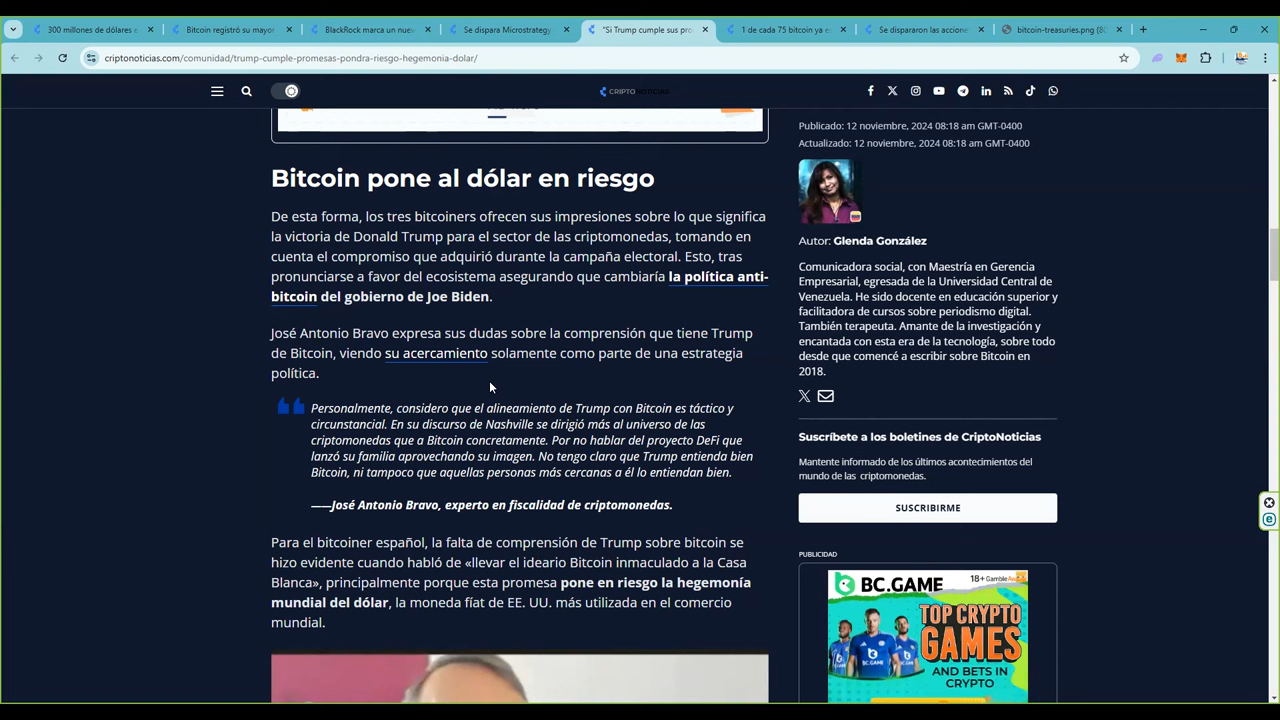 300 millones de dólares e
Bitcoin registró su mayor
BlackRock marca un nuev
Se dispara Microstrategy
"Si Trump cumple sus pro
1 de cada 75 bitcoin ya es
Se dispararon las accione
bitcoin-treasuries.png (80
criptonoticias.com/comunidad/trump-cumple-promesas-pondra-riesgo-hegemonia-dolar/
CRIPTONOTICIAS
Bitcoin pone al dólar en riesgo
De esta forma, los tres bitcoiners ofrecen sus impresiones sobre lo que significa
la victoria de Donald Trump para el sector de las criptomonedas, tomando en
cuenta el compromiso que adquirió durante la campaña electoral. Esto, tras
pronunciarse a favor del ecosistema asegurando que cambiaría la política anti-
bitcoin del gobierno de Joe Biden.
José Antonio Bravo expresa sus dudas sobre la comprensión que tiene Trump
de Bitcoin, viendo su acercamiento solamente como parte de una estrategia
política.
Personalmente, considero que el alineamiento de Trump con Bitcoin es táctico y
circunstancial. En su discurso de Nashville se dirigió más al universo de las
criptomonedas que a Bitcoin concretamente. Por no hablar del proyecto DeFi que
lanzó su familia aprovechando su imagen. No tengo claro que Trump entienda bien
Bitcoin, ni tampoco que aquellas personas más cercanas a él lo entiendan bien.
——José Antonio Bravo, experto en fiscalidad de criptomonedas.
Para el bitcoiner español, la falta de comprensión de Trump sobre bitcoin se
hizo evidente cuando habló de «llevar el ideario Bitcoin inmaculado a la Casa
Blanca», principalmente porque esta promesa pone en riesgo la hegemonía
mundial del dólar, la moneda fíat de EE. UU. más utilizada en el comercio
mundial.
Publicado: 12 noviembre, 2024 08:18 am GMT-0400
Actualizado: 12 noviembre, 2024 08:18 am GMT-0400
Autor: Glenda González
Comunicadora social, con Maestría en Gerencia
Empresarial, egresada de la Universidad Central de
Venezuela. He sido docente en educación superior y
facilitadora de cursos sobre periodismo digital.
También terapeuta. Amante de la investigación y
encantada con esta era de la tecnología, sobre todo
desde que comencé a escribir sobre Bitcoin en
2018.
Suscríbete a los boletines de CriptoNoticias
Mantente informado de los últimos acontecimientos del
mundo de las criptomonedas.
SUSCRIBIRME
PUBLICIDAD
BC.GAME
18+
TOP CRYPTO
GAMES
AND BETS IN
CRYPTO